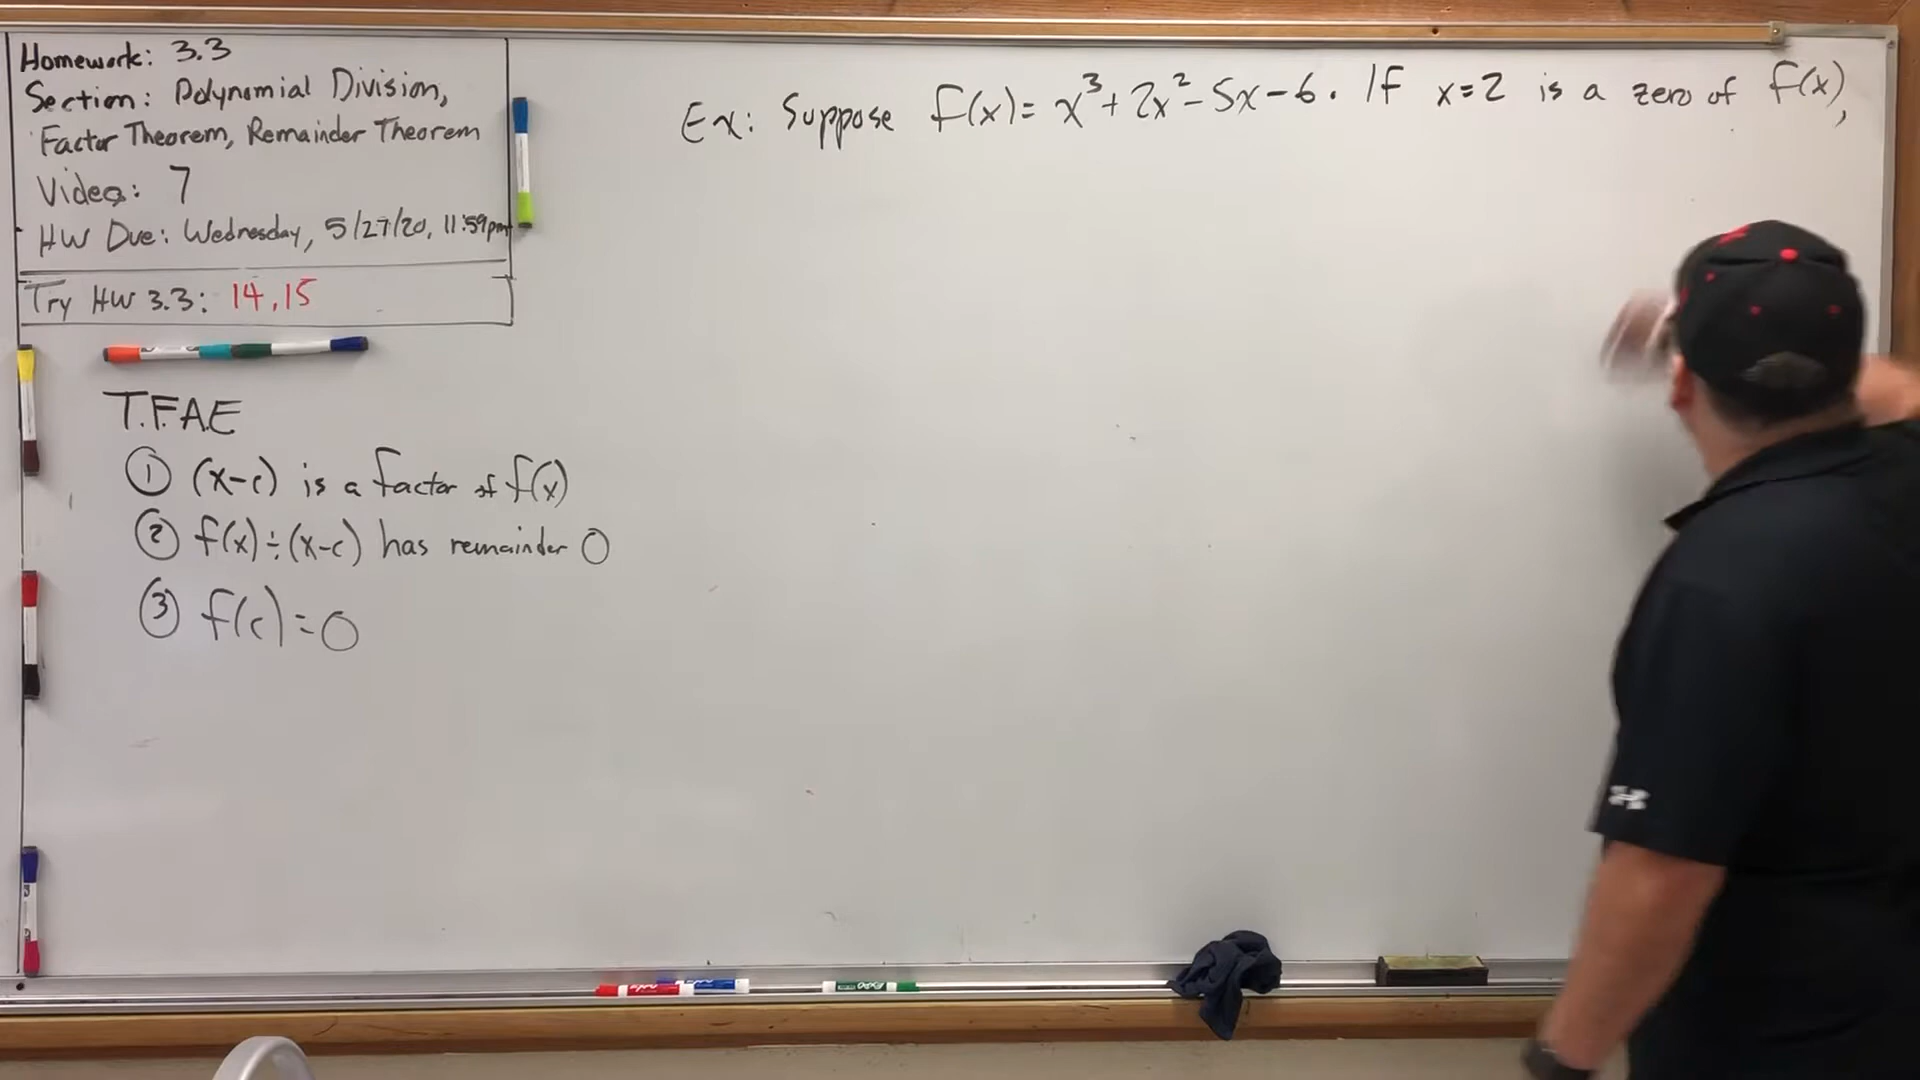 Homework: 3.3
Section: Polynomial Division,
Factor Theorem, Remainder Theorem
Video: 7
HW Due: Wednesday, 5/27/20, 11:59pm
Try HW 3.3: 14,15
T.F.A.E
① (x-c) is a factor of f(x)
② f(x)÷(x-c) has remainder 0
③ f(c)=0
Ex: Suppose f(x)= x³+2x²-5x-6. If x=2 is a zero of f(x),